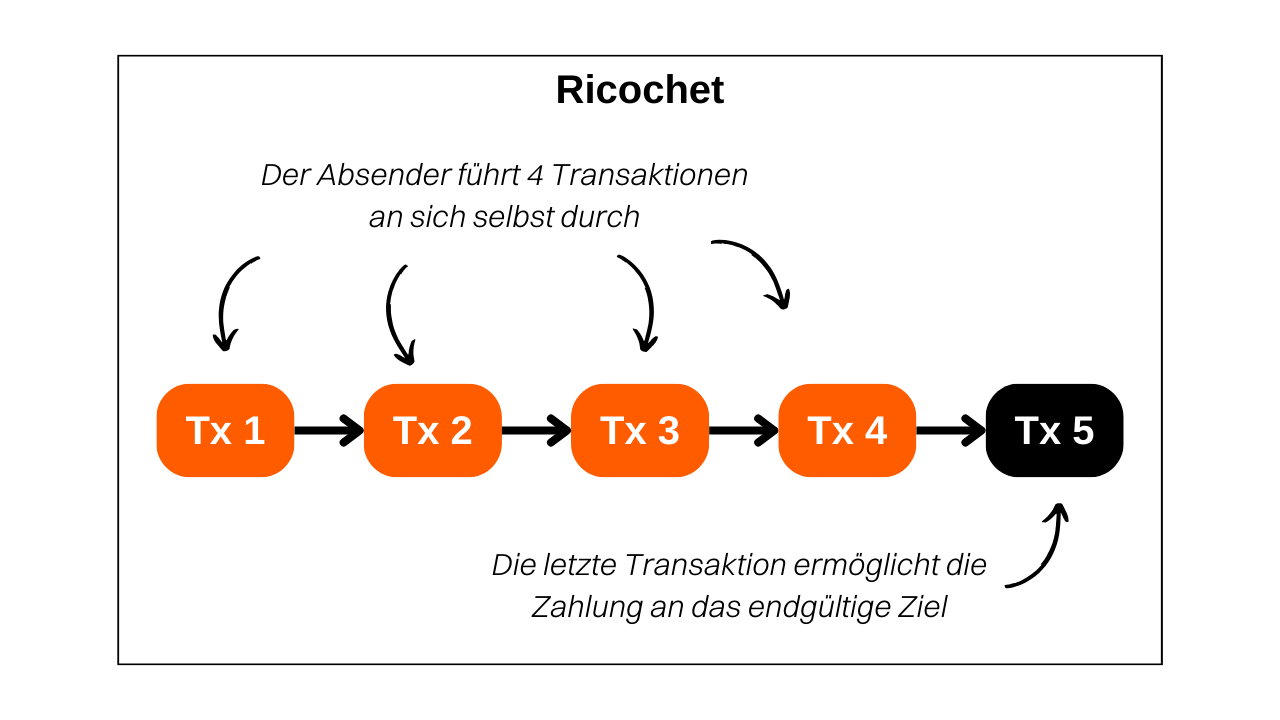 Ricochet
Der Absender führt 4 Transaktionen
an sich selbst durch
Tx 1
Tx 2
Tx 3
Tx 4
Tx 5
Die letzte Transaktion ermöglicht die
Zahlung an das endgültige Ziel